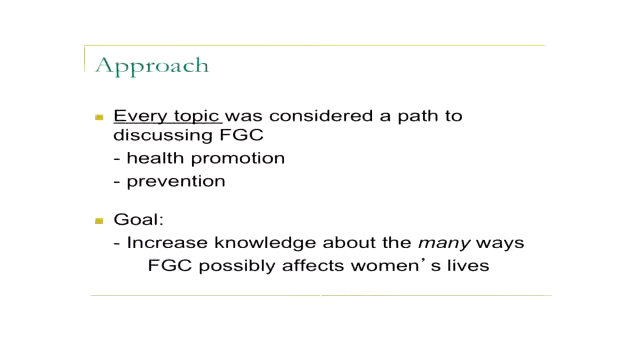 Approach
Every topic was considered a path to
discussing FGC
- health promotion
- prevention
Goal:
- Increase knowledge about the many ways
FGC possibly affects women's lives